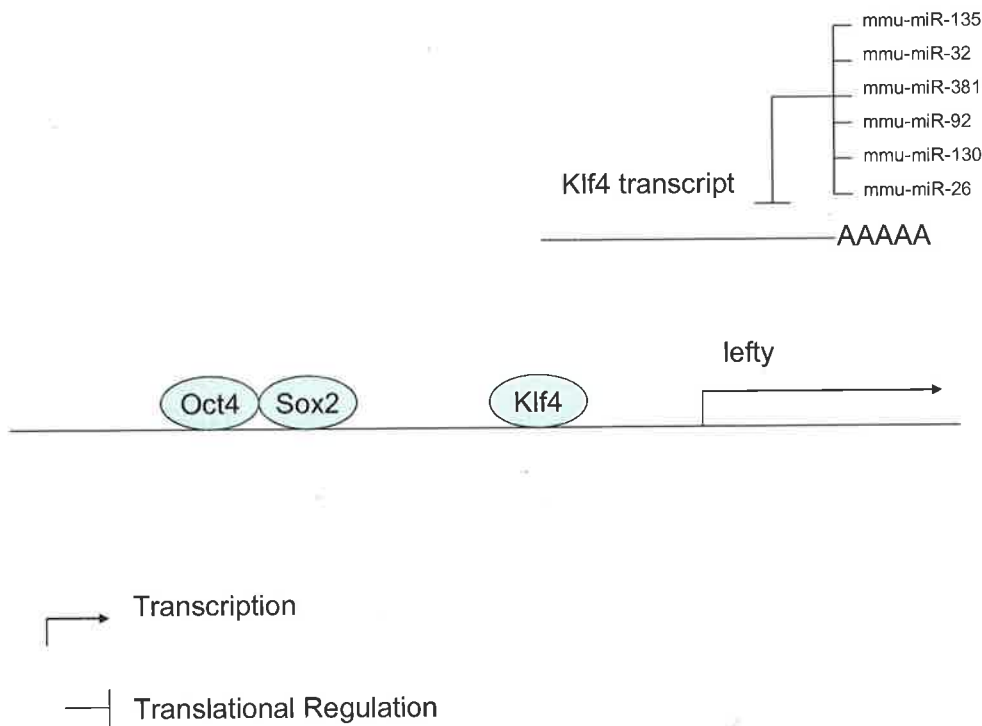 mmu-miR-135
mmu-miR-32
mmu-miR-381
mmu-miR-92
mmu-miR-130
mmu-miR-26
Klf4 transcript
AAAAA
lefty
Oct4 Sox2 Klf4
Transcription
Translational Regulation